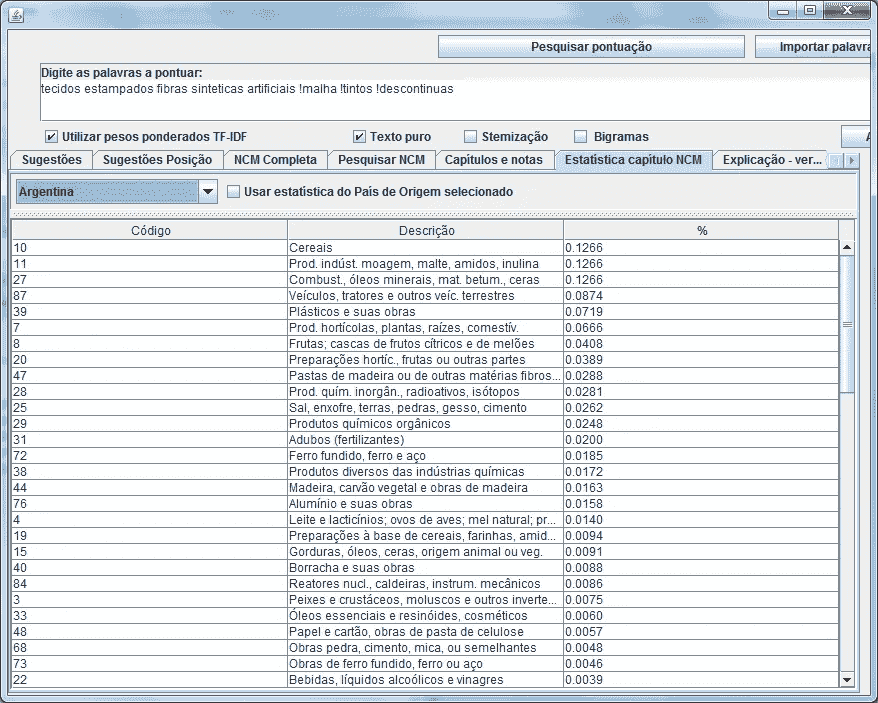 Pesquisar pontuação Importar palavra
Digite as palavras a pontuar:
tecidos estampados fibras sinteticas artificiais !malha !tintos !descontinuas
Utilizar pesos ponderados TF-IDF Texto puro Stemização Bigramas
Sugestões Sugestões Posição NCM Completa Pesquisar NCM Capítulos e notas Estatística capítulo NCM Explicação - ver...
Argentina Usar estatística do País de Origem selecionado
Código Descrição %
10 Cereais 0.1266
11 Prod. indúst. moagem, malte, amidos, inulina 0.1266
27 Combust., óleos minerais, mat. betum., ceras 0.1266
87 Veículos, tratores e outros veíc. terrestres 0.0874
39 Plásticos e suas obras 0.0719
7 Prod. hortícolas, plantas, raízes, comestív. 0.0666
8 Frutas; cascas de frutos cítricos e de melões 0.0408
20 Preparações hortíc., frutas ou outras partes 0.0389
47 Pastas de madeira ou de outras matérias fibros... 0.0288
28 Prod. quím. inorgân., radioativos, isótopos 0.0281
25 Sal, enxofre, terras, pedras, gesso, cimento 0.0262
29 Produtos químicos orgânicos 0.0248
31 Adubos (fertilizantes) 0.0200
72 Ferro fundido, ferro e aço 0.0185
38 Produtos diversos das indústrias químicas 0.0172
44 Madeira, carvão vegetal e obras de madeira 0.0163
76 Alumínio e suas obras 0.0158
4 Leite e lacticínios; ovos de aves; mel natural; pr... 0.0140
19 Preparações à base de cereais, farinhas, amid... 0.0094
15 Gorduras, óleos, ceras, origem animal ou veg. 0.0091
40 Borracha e suas obras 0.0088
84 Reatores nucl., caldeiras, instrum. mecânicos 0.0086
3 Peixes e crustáceos, moluscos e outros inverte... 0.0075
33 Óleos essenciais e resinóides, cosméticos 0.0060
48 Papel e cartão, obras de pasta de celulose 0.0057
68 Obras pedra, cimento, mica, ou semelhantes 0.0048
73 Obras de ferro fundido, ferro ou aço 0.0046
22 Bebidas, líquidos alcoólicos e vinagres 0.0039